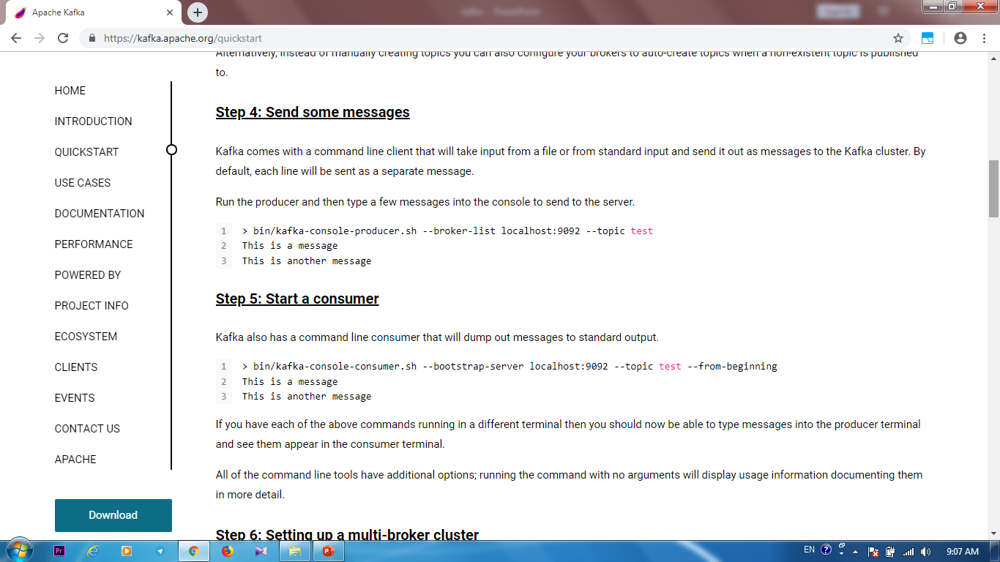 Apache Kafka
https://kafka.apache.org/quickstart
Alternatively, instead of manually creating topics you can also configure your brokers to auto-create topics when a non-existent topic is published
to.
HOME
INTRODUCTION
QUICKSTART
USE CASES
DOCUMENTATION
PERFORMANCE
POWERED BY
PROJECT INFO
ECOSYSTEM
CLIENTS
EVENTS
CONTACT US
APACHE
Download
Step 4: Send some messages
Kafka comes with a command line client that will take input from a file or from standard input and send it out as messages to the Kafka cluster. By
default, each line will be sent as a separate message.
Run the producer and then type a few messages into the console to send to the server.
1 > bin/kafka-console-producer.sh --broker-list localhost:9092 --topic test
2 This is a message
3 This is another message
Step 5: Start a consumer
Kafka also has a command line consumer that will dump out messages to standard output.
1 > bin/kafka-console-consumer.sh --bootstrap-server localhost:9092 --topic test --from-beginning
2 This is a message
3 This is another message
If you have each of the above commands running in a different terminal then you should now be able to type messages into the producer terminal
and see them appear in the consumer terminal.
All of the command line tools have additional options; running the command with no arguments will display usage information documenting them
in more detail.
Step 6: Setting up a multi-broker cluster
Pr
EN
9:07 AM